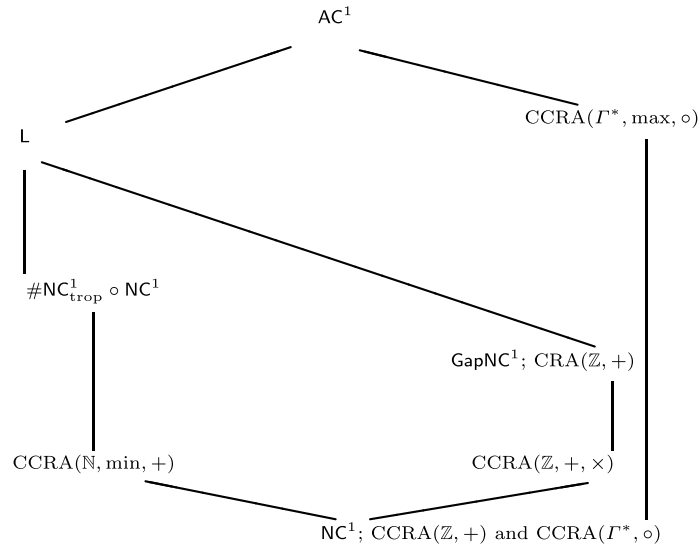 AC¹
CCRA(Γ*, max, ∘)
L
#NC¹trop ∘ NC¹
GapNC¹; CRA(ℤ, +)
CCRA(ℕ, min, +)
CCRA(ℤ, +, ×)
NC¹; CCRA(ℤ, +) and CCRA(Γ*, ∘)